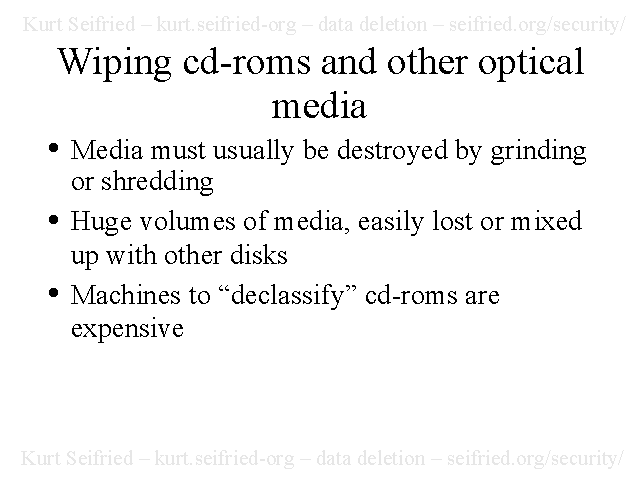 Kurt Seifried – kurt.seifried-org – data deletion – seifried.org/security/
Wiping cd-roms and other optical
media
• Media must usually be destroyed by grinding
or shredding
• Huge volumes of media, easily lost or mixed
up with other disks
• Machines to “declassify” cd-roms are
expensive
Kurt Seifried – kurt.seifried-org – data deletion – seifried.org/security/